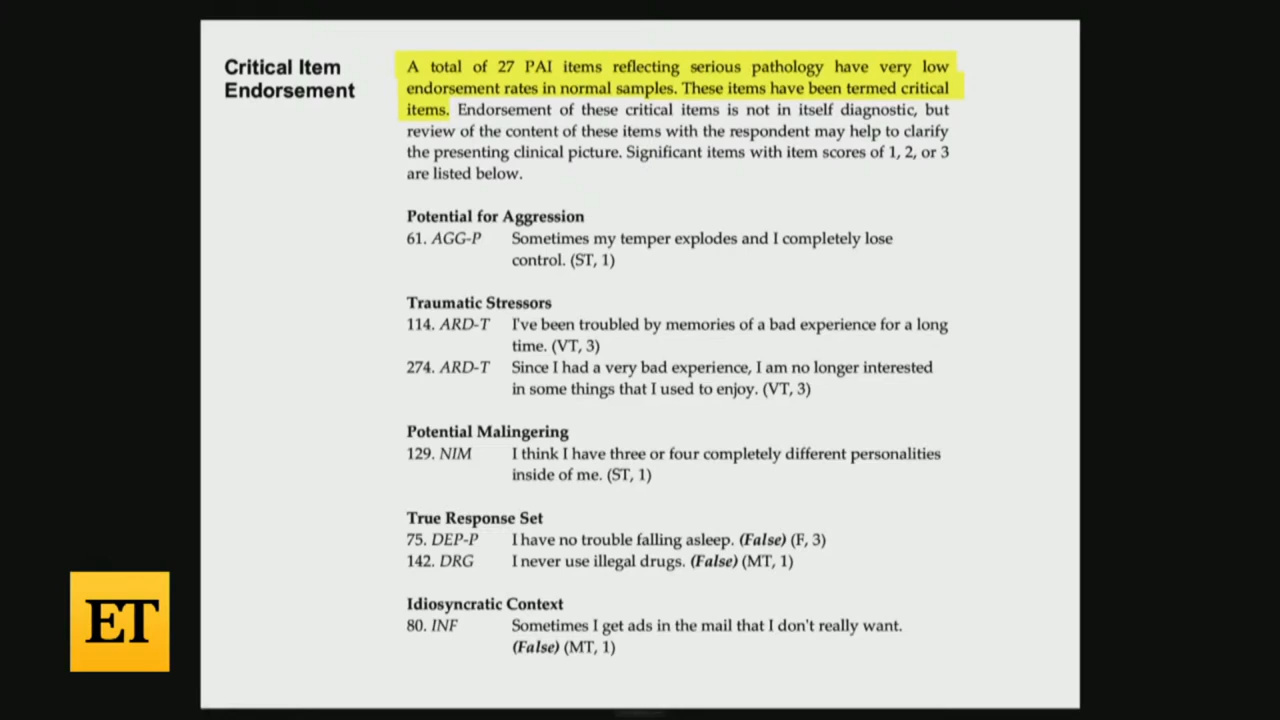 Critical Item
Endorsement
A total of 27 PAI items reflecting serious pathology have very low
endorsement rates in normal samples. These items have been termed critical
items. Endorsement of these critical items is not in itself diagnostic, but
review of the content of these items with the respondent may help to clarify
the presenting clinical picture. Significant items with item scores of 1, 2, or 3
are listed below.
Potential for Aggression
61. AGG-P Sometimes my temper explodes and I completely lose
control. (ST, 1)
Traumatic Stressors
114. ARD-T I've been troubled by memories of a bad experience for a long
time. (VT, 3)
274. ARD-T Since I had a very bad experience, I am no longer interested
in some things that I used to enjoy. (VT, 3)
Potential Malingering
129. NIM I think I have three or four completely different personalities
inside of me. (ST, 1)
True Response Set
75. DEP-P I have no trouble falling asleep. (False) (F, 3)
142. DRG I never use illegal drugs. (False) (MT, 1)
Idiosyncratic Context
80. INF Sometimes I get ads in the mail that I don't really want.
(False) (MT, 1)
ET